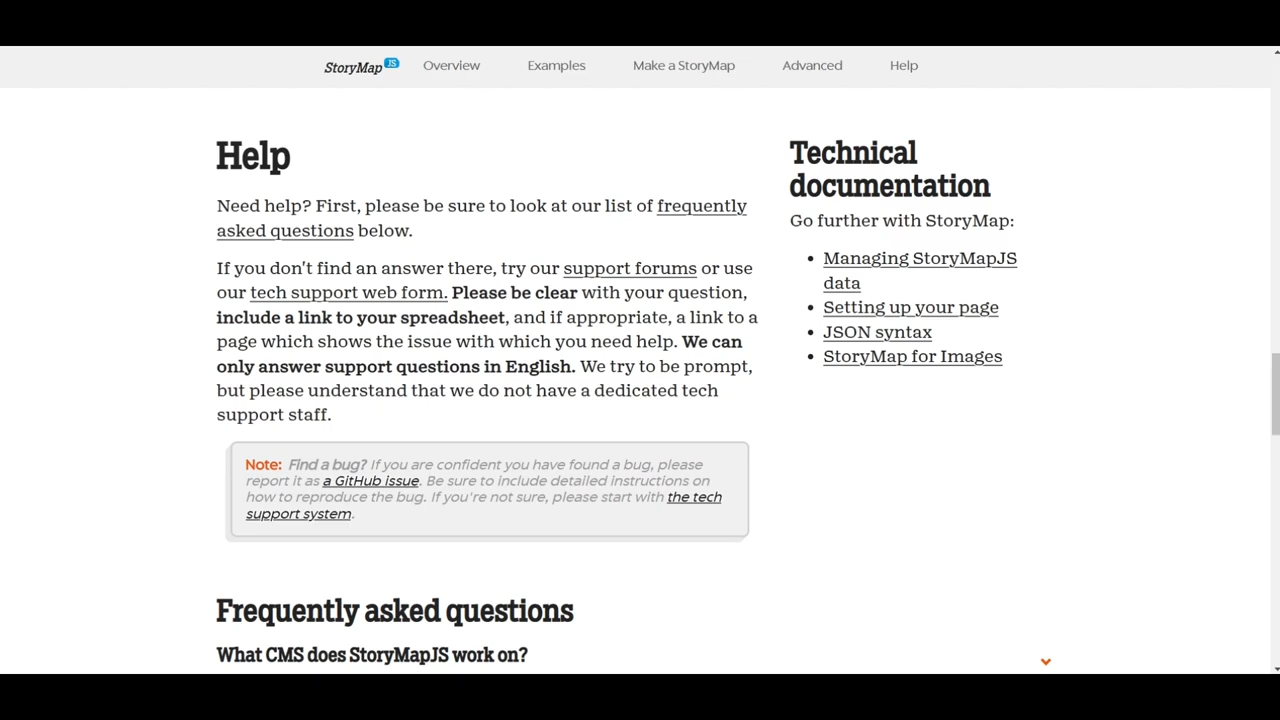 StoryMap JS
Overview
Examples
Make a StoryMap
Advanced
Help
Help
Need help? First, please be sure to look at our list of frequently
asked questions below.
If you don't find an answer there, try our support forums or use
our tech support web form. Please be clear with your question,
include a link to your spreadsheet, and if appropriate, a link to a
page which shows the issue with which you need help. We can
only answer support questions in English. We try to be prompt,
but please understand that we do not have a dedicated tech
support staff.
Note: Find a bug? If you are confident you have found a bug, please
report it as a GitHub issue. Be sure to include detailed instructions on
how to reproduce the bug. If you're not sure, please start with the tech
support system.
Technical
documentation
Go further with StoryMap:
• Managing StoryMapJS
data
• Setting up your page
• JSON syntax
• StoryMap for Images
Frequently asked questions
What CMS does StoryMapJS work on?